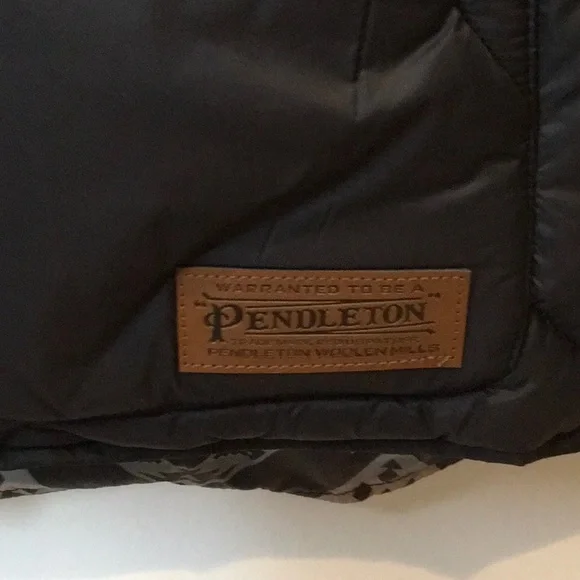 WARRANTED TO BE A
"PENDLETON"
PENDLETON WOOLEN MILLS